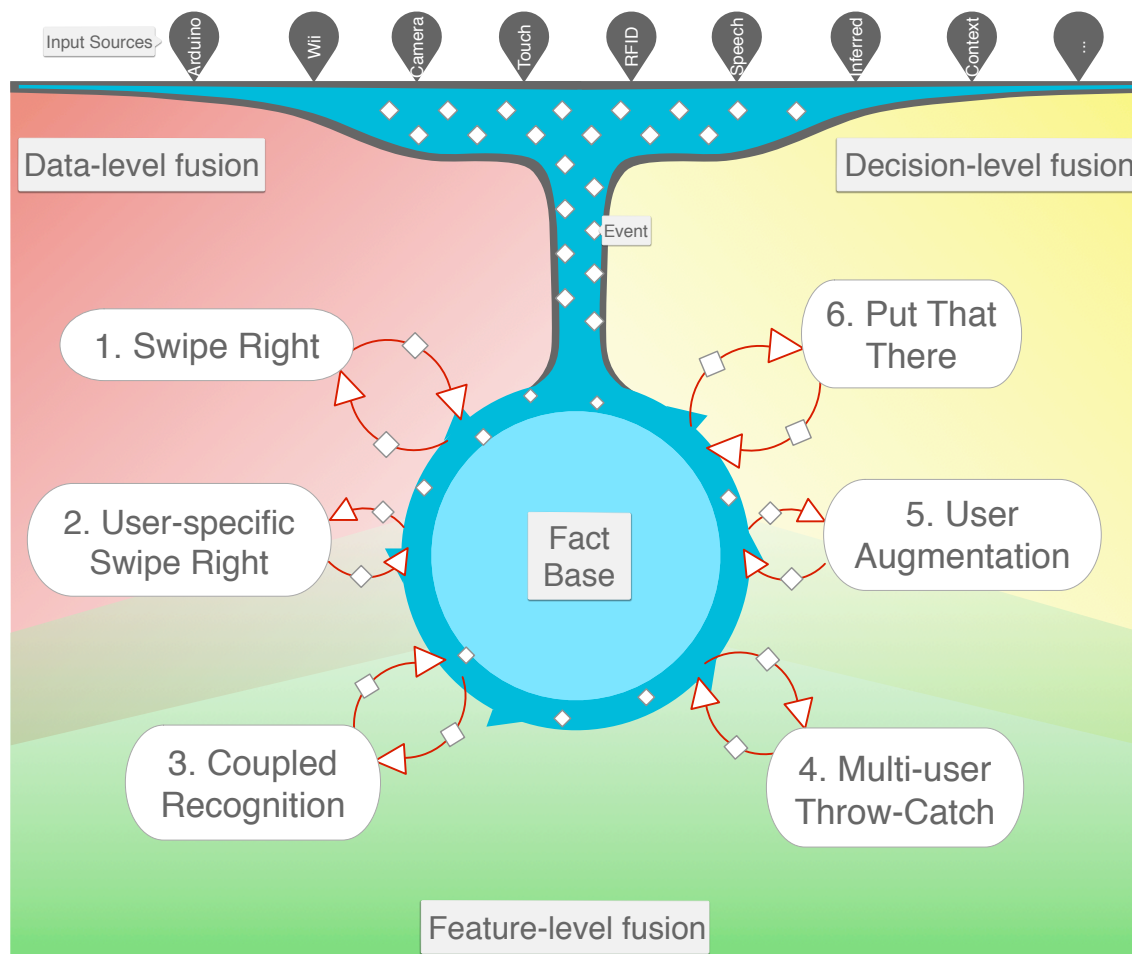 Input Sources
Arduino
Wii
Camera
Touch
RFID
Speech
Inferred
Context
...
Data-level fusion
Decision-level fusion
Event
1. Swipe Right
6. Put That
There
2. User-specific
Swipe Right
Fact
Base
5. User
Augmentation
3. Coupled
Recognition
4. Multi-user
Throw-Catch
Feature-level fusion